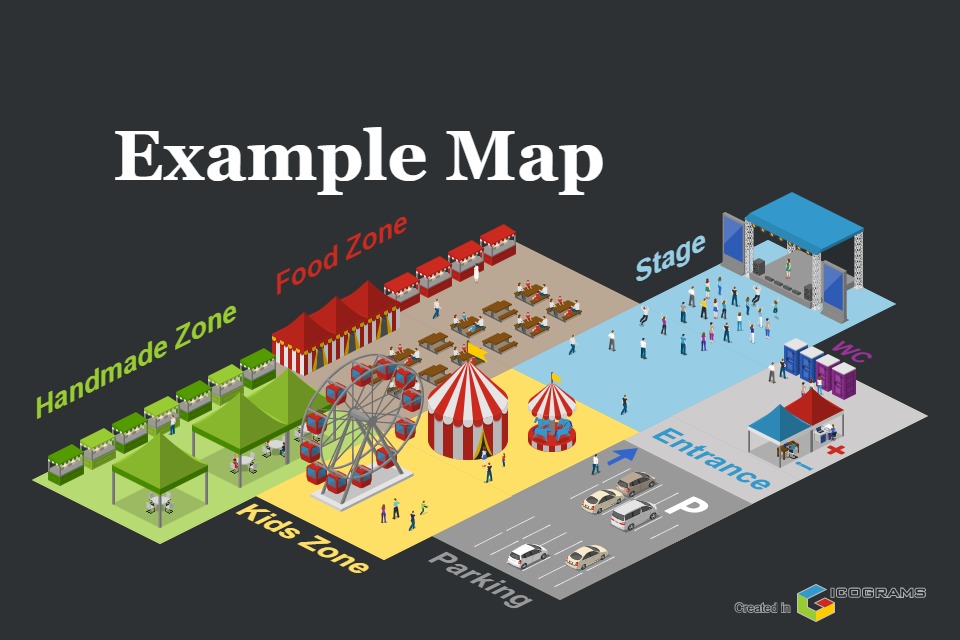 Example Map
Food Zone
Stage
Handmade Zone
WC
Entrance
P
Kids Zone
Parking
Created in ICOGRAMS